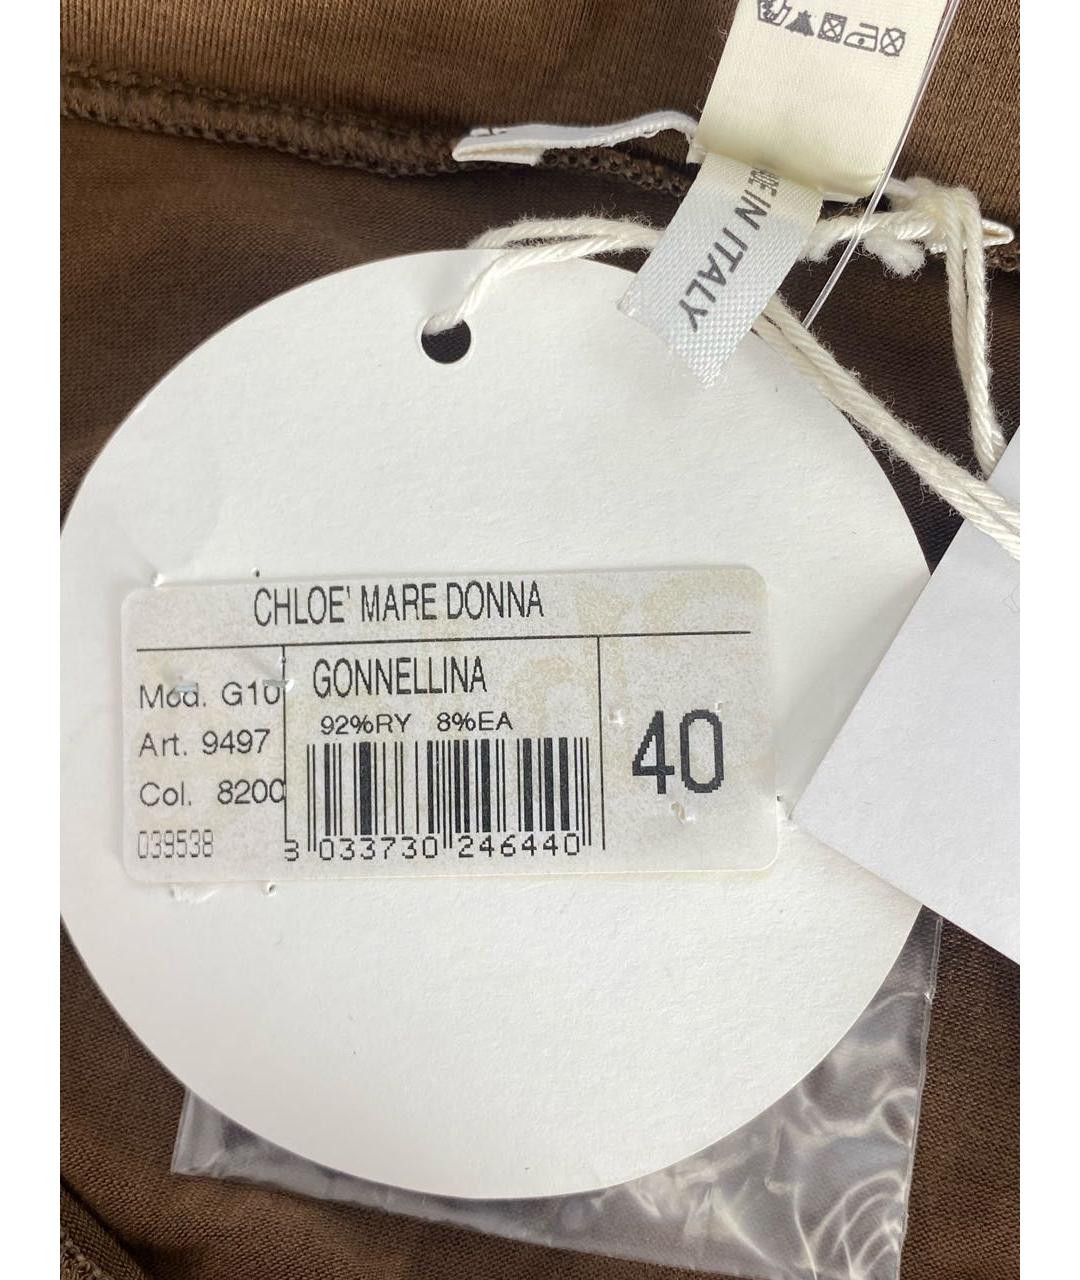 MADE IN ITALY
CHLOE' MARE DONNA
Mod. G10
Art. 9497
Col. 8200
039538
GONNELLINA
92%RY 8%EA
3 033730 246440
40